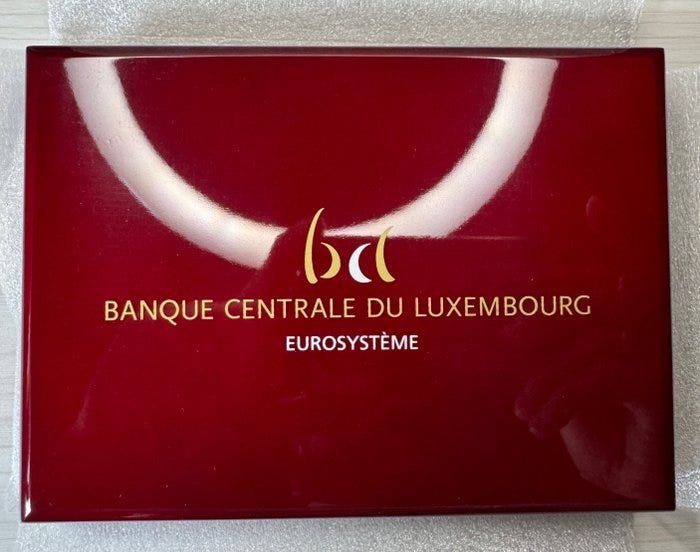 bcl
BANQUE CENTRALE DU LUXEMBOURG
EUROSYSTÈME